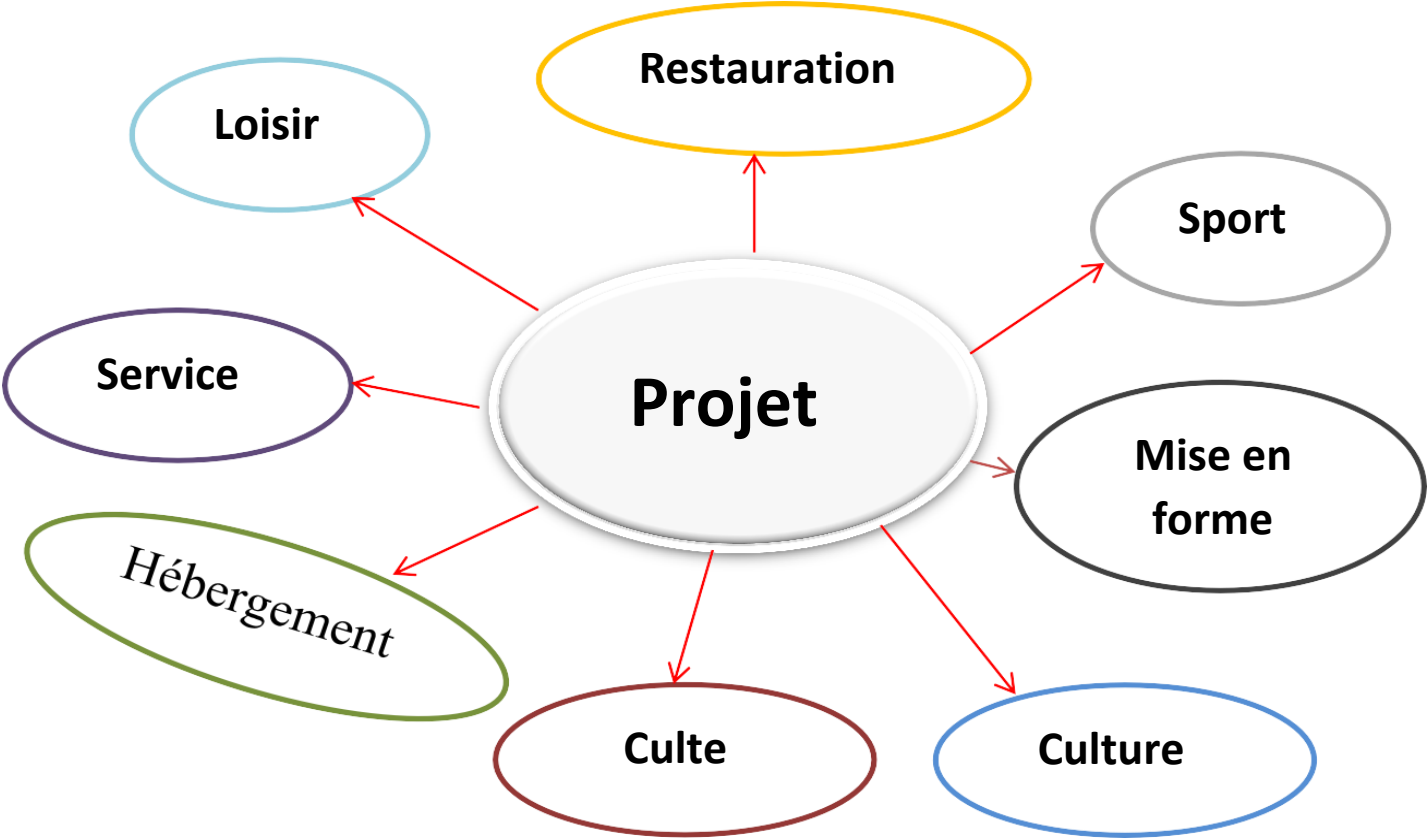 Restauration
Loisir
Sport
Service
Projet
Mise en
forme
Hébergement
Culte
Culture